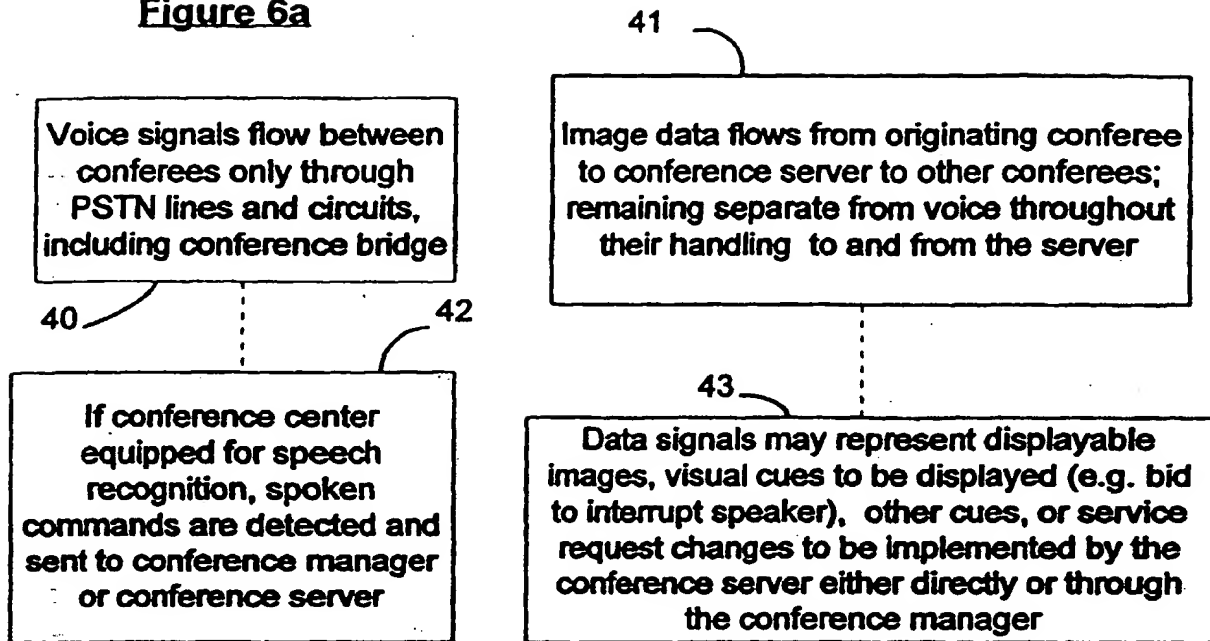 Figure 6a
41
Voice signals flow between
conferees only through
PSTN lines and circuits,
including conference bridge
Image data flows from originating conferee
to conference server to other conferees;
remaining separate from voice throughout
their handling to and from the server
40
42
If conference center
equipped for speech
recognition, spoken
commands are detected and
sent to conference manager
or conference server
43
Data signals may represent displayable
images, visual cues to be displayed (e.g. bid
to interrupt speaker), other cues, or service
request changes to be implemented by the
conference server either directly or through
the conference manager